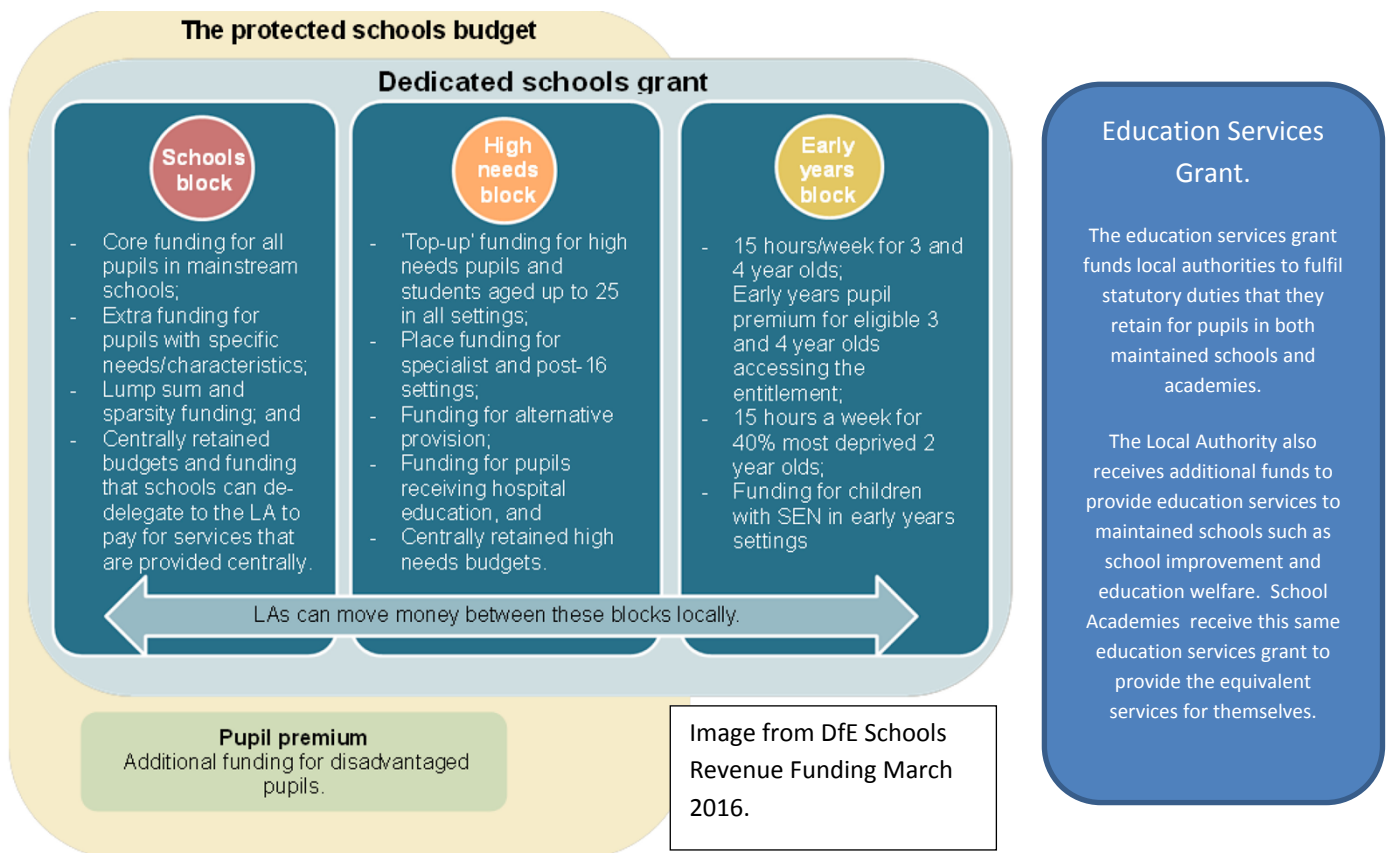 The protected schools budget
Dedicated schools grant
Schools
block
- Core funding for all
pupils in mainstream
schools;
- Extra funding for
pupils with specific
needs/characteristics;
- Lump sum and
sparsity funding; and
- Centrally retained
budgets and funding
that schools can de-
delegate to the LA to
pay for services that
are provided centrally.
High
needs
block
- 'Top-up' funding for high
needs pupils and
students aged up to 25
in all settings;
- Place funding for
specialist and post-16
settings;
- Funding for alternative
provision;
- Funding for pupils
receiving hospital
education, and
- Centrally retained high
needs budgets.
Early
years
block
- 15 hours/week for 3 and
4 year olds;
Early years pupil
premium for eligible 3
and 4 year olds
accessing the
entitlement;
- 15 hours a week for
40% most deprived 2
year olds;
- Funding for children
with SEN in early years
settings
LAs can move money between these blocks locally.
Pupil premium
Additional funding for disadvantaged
pupils.
Image from DfE Schools
Revenue Funding March
2016.
Education Services
Grant.
The education services grant
funds local authorities to fulfil
statutory duties that they
retain for pupils in both
maintained schools and
academies.
The Local Authority also
receives additional funds to
provide education services to
maintained schools such as
school improvement and
education welfare. School
Academies receive this same
education services grant to
provide the equivalent
services for themselves.